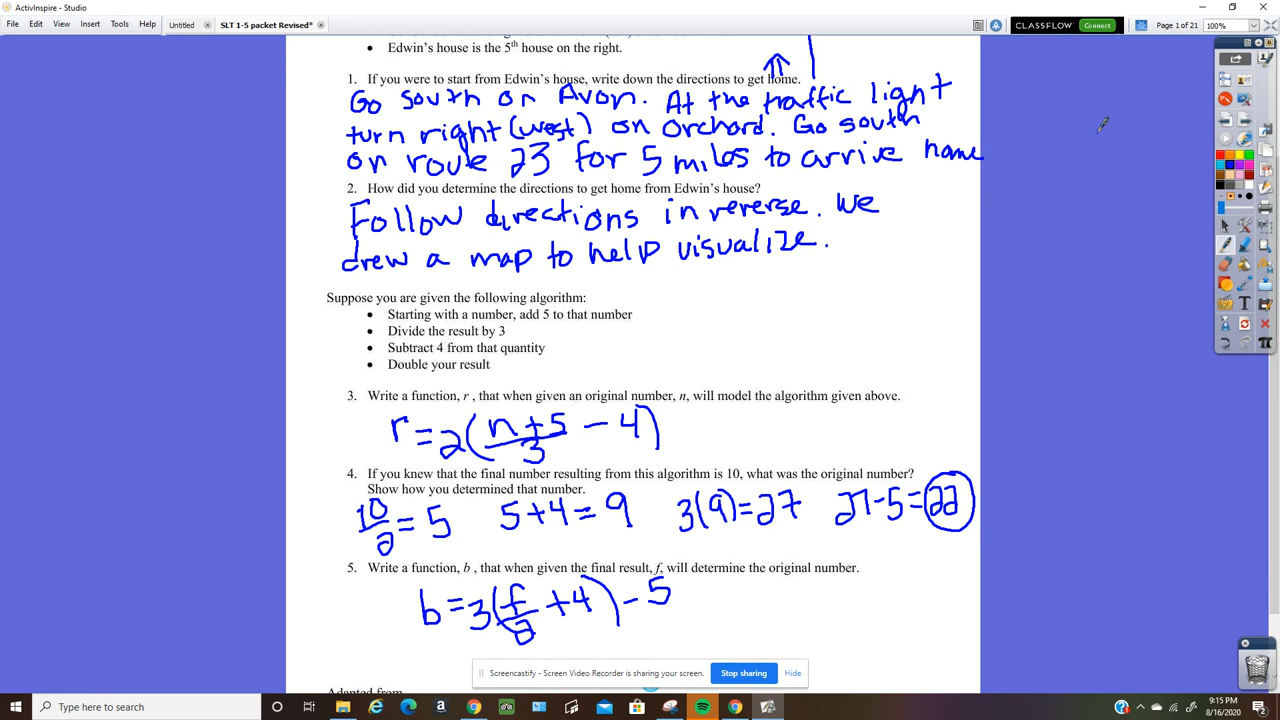 ActivInspire - Studio
File Edit View Insert Tools Help Untitled SLT 1-5 packet Revised* CLASSFLOW Connect Page 1 of 21 100%
• Edwin's house is the 5th house on the right.
1. If you were to start from Edwin's house, write down the directions to get home.
Go south on Avon. At the traffic light
turn right (west) on Orchard. Go south
on route 23 for 5 miles to arrive home
2. How did you determine the directions to get home from Edwin's house?
Follow directions in reverse. We
drew a map to help visualize.
Suppose you are given the following algorithm:
• Starting with a number, add 5 to that number
• Divide the result by 3
• Subtract 4 from that quantity
• Double your result
3. Write a function, r , that when given an original number, n, will model the algorithm given above.
r = 2((n+5)/3 - 4)
4. If you knew that the final number resulting from this algorithm is 10, what was the original number?
Show how you determined that number.
10/2 = 5 5+4=9 3(9)=27 27-5=22
5. Write a function, b , that when given the final result, f, will determine the original number.
b=3(f/2 +4) - 5
Screencastify - Screen Video Recorder is sharing your screen. Stop sharing Hide
Adapted from
Type here to search
9:15 PM
8/16/2020
2